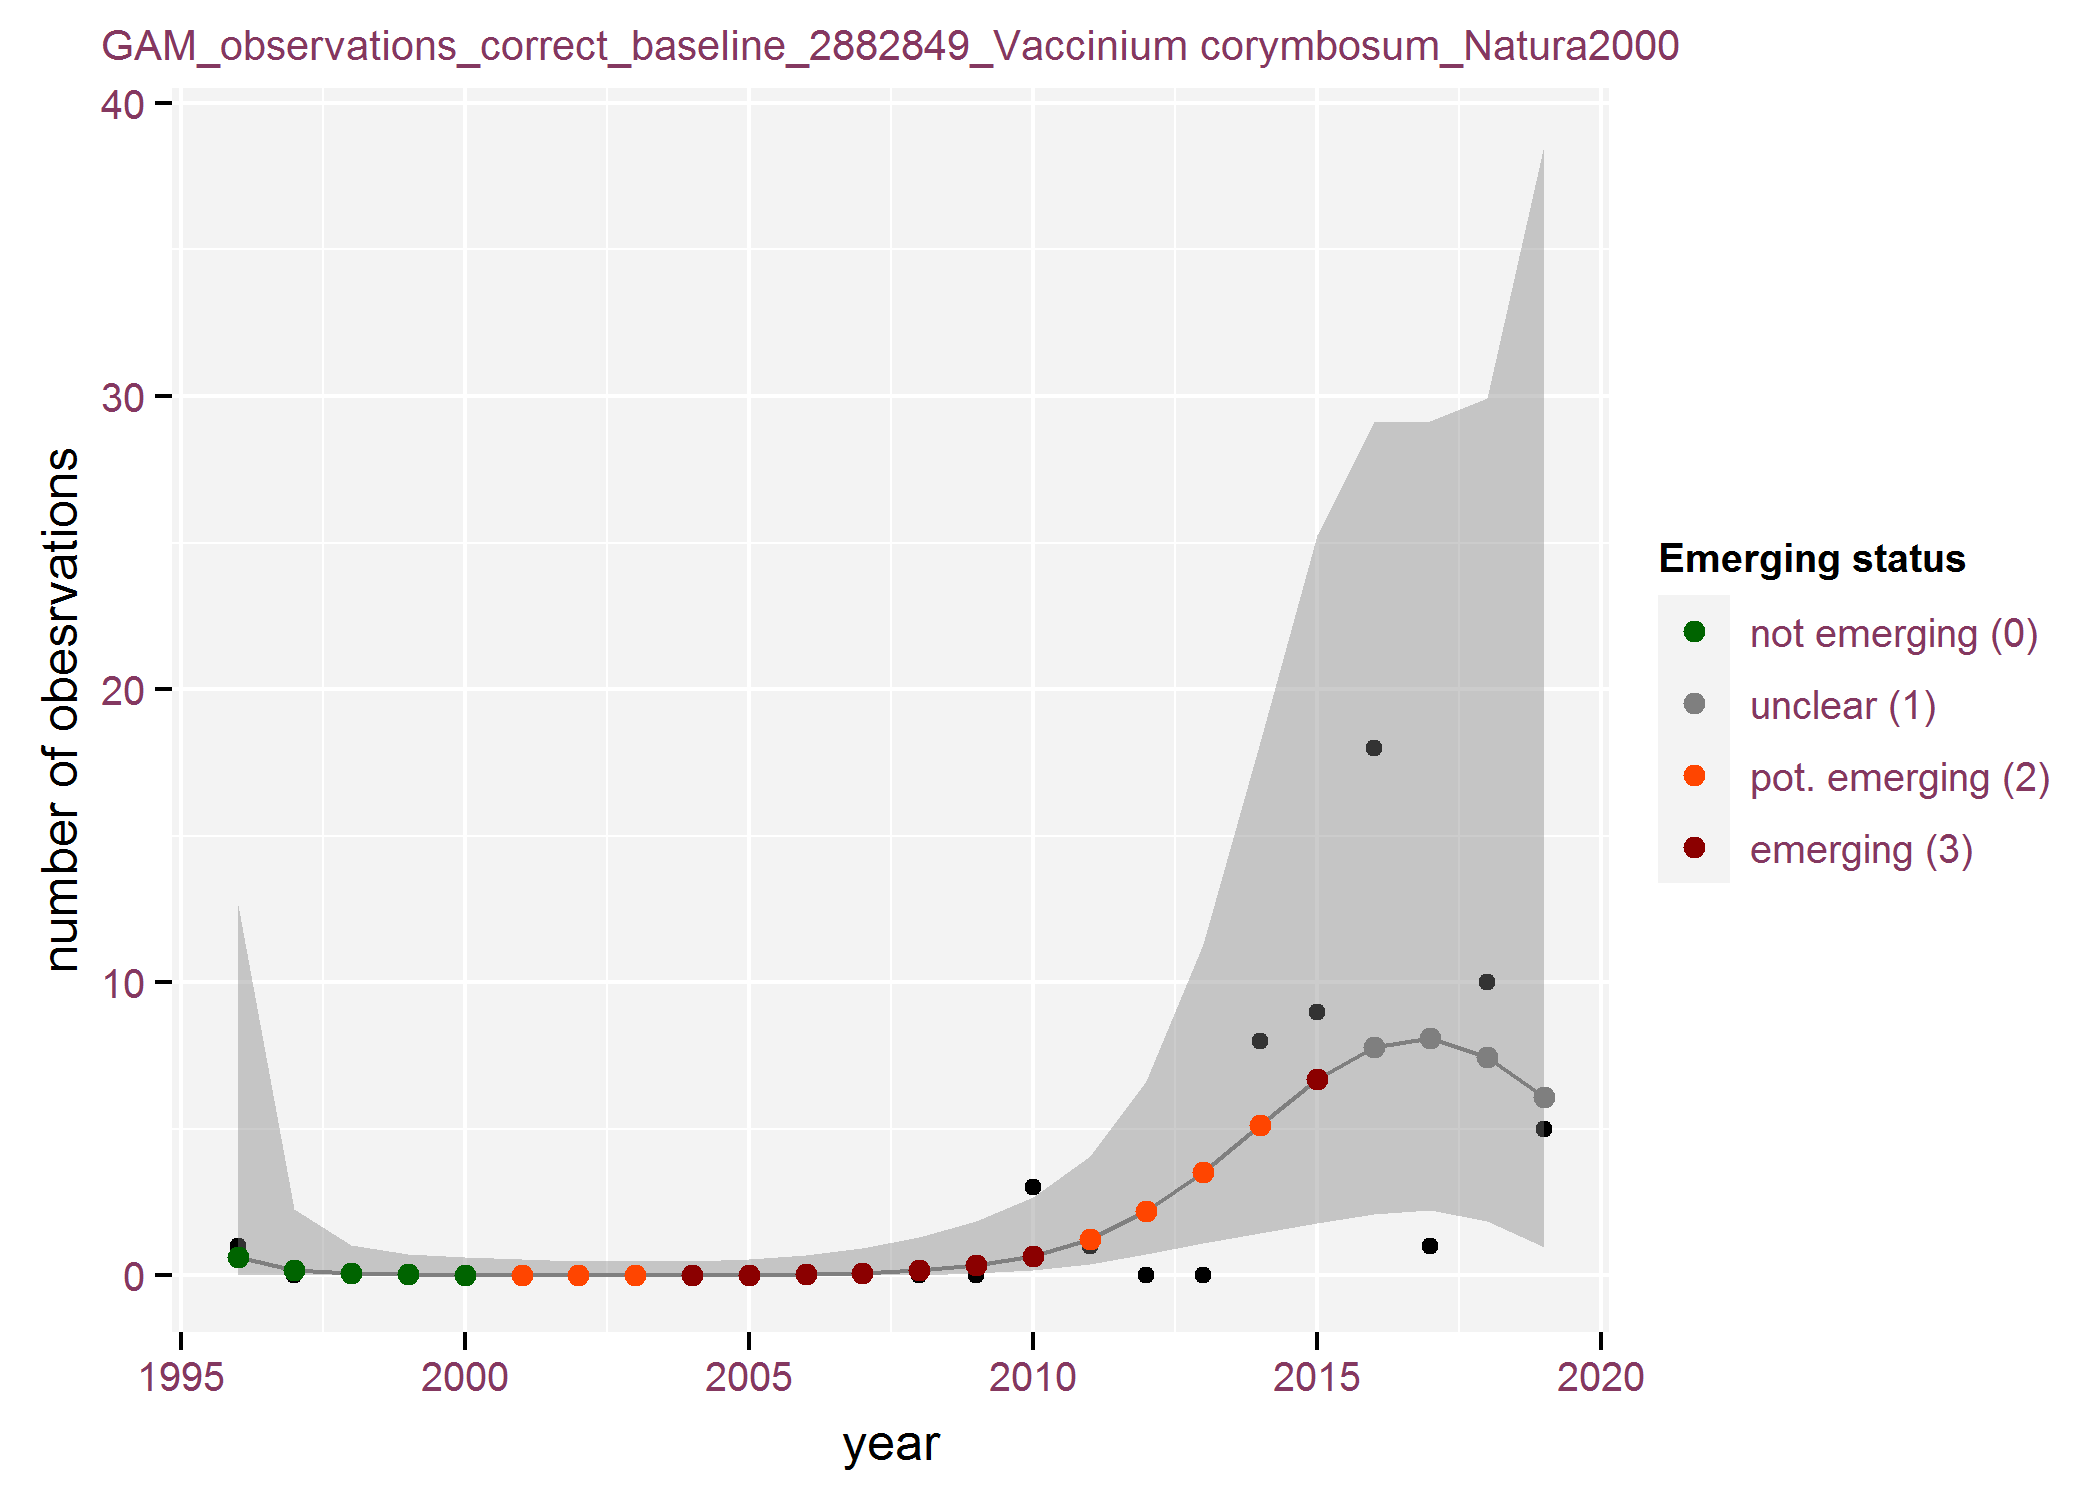 GAM_observations_correct_baseline_2882849_Vaccinium corymbosum_Natura2000
40
30
20
10
0
number of obesrvations
1995 2000 2005 2010 2015 2020
year
Emerging status
not emerging (0)
unclear (1)
pot. emerging (2)
emerging (3)